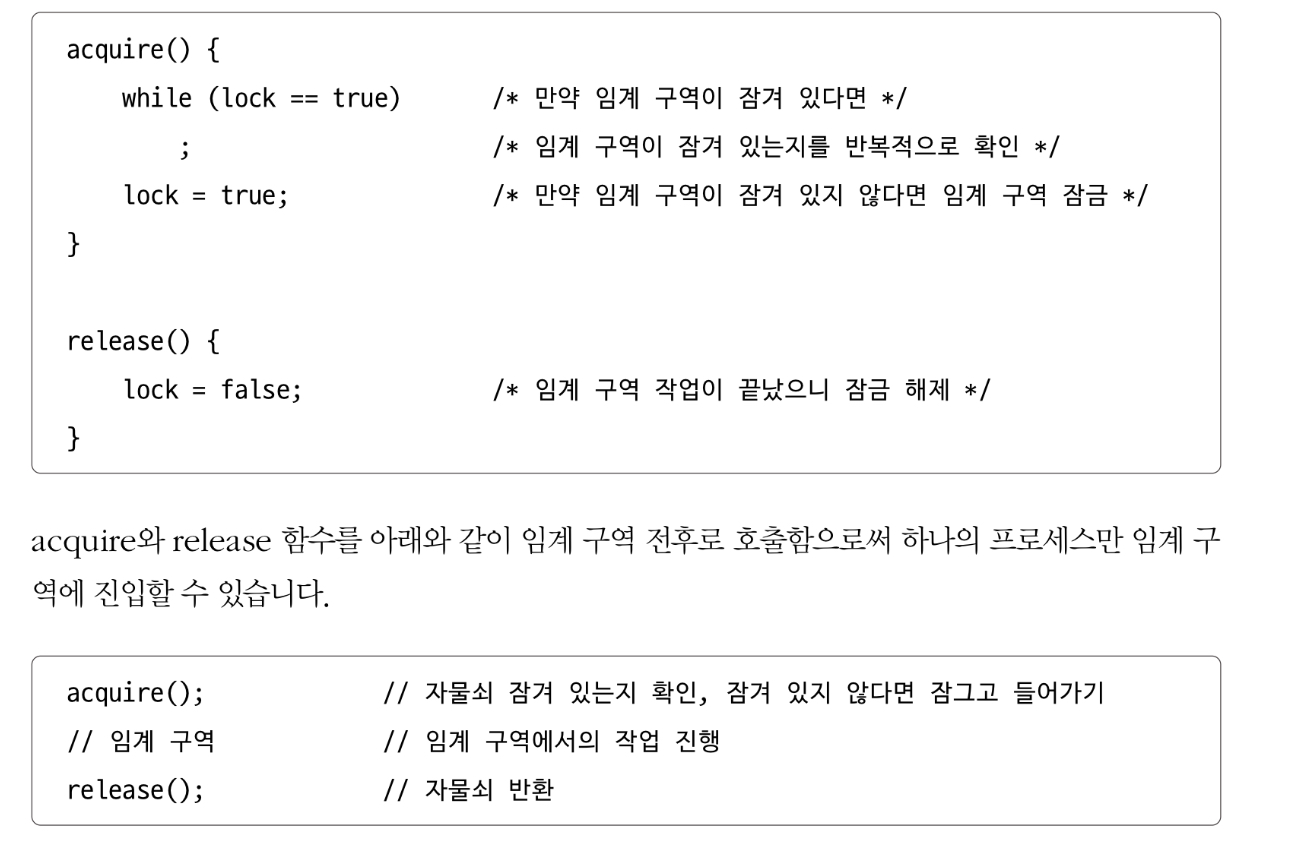 acquire() {
while (lock == true) /* 만약 임계 구역이 잠겨 있다면 */
; /* 임계 구역이 잠겨 있는지를 반복적으로 확인 */
lock = true; /* 만약 임계 구역이 잠겨 있지 않다면 임계 구역 잠금 */
}
release() {
lock = false; /* 임계 구역 작업이 끝났으니 잠금 해제 */
}
acquire와 release 함수를 아래와 같이 임계 구역 전후로 호출함으로써 하나의 프로세스만 임계 구
역에 진입할 수 있습니다.
acquire(); // 자물쇠 잠겨 있는지 확인, 잠겨 있지 않다면 잠그고 들어가기
// 임계 구역 // 임계 구역에서의 작업 진행
release(); // 자물쇠 반환